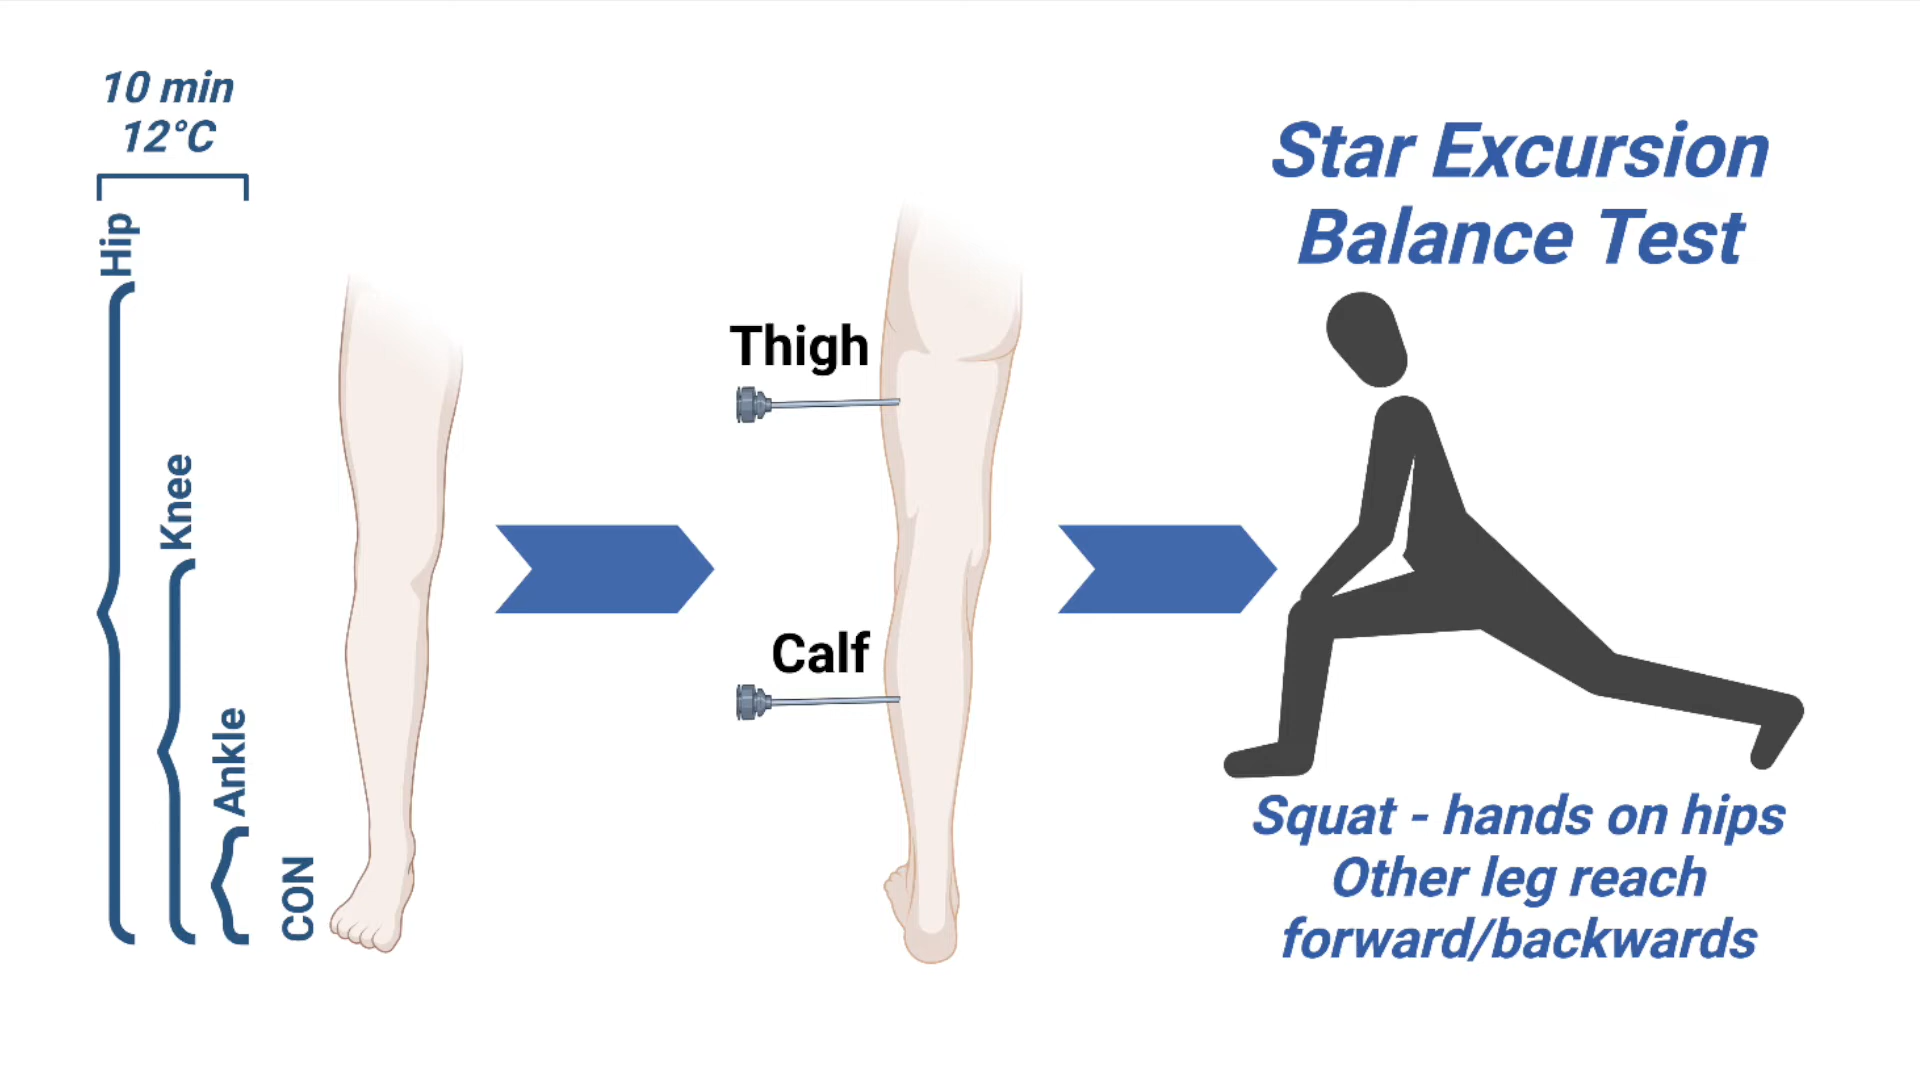 10 min
12°C
Hip
Knee
Ankle
CON
Thigh
Calf
Star Excursion
Balance Test
Squat - hands on hips
Other leg reach
forward/backwards